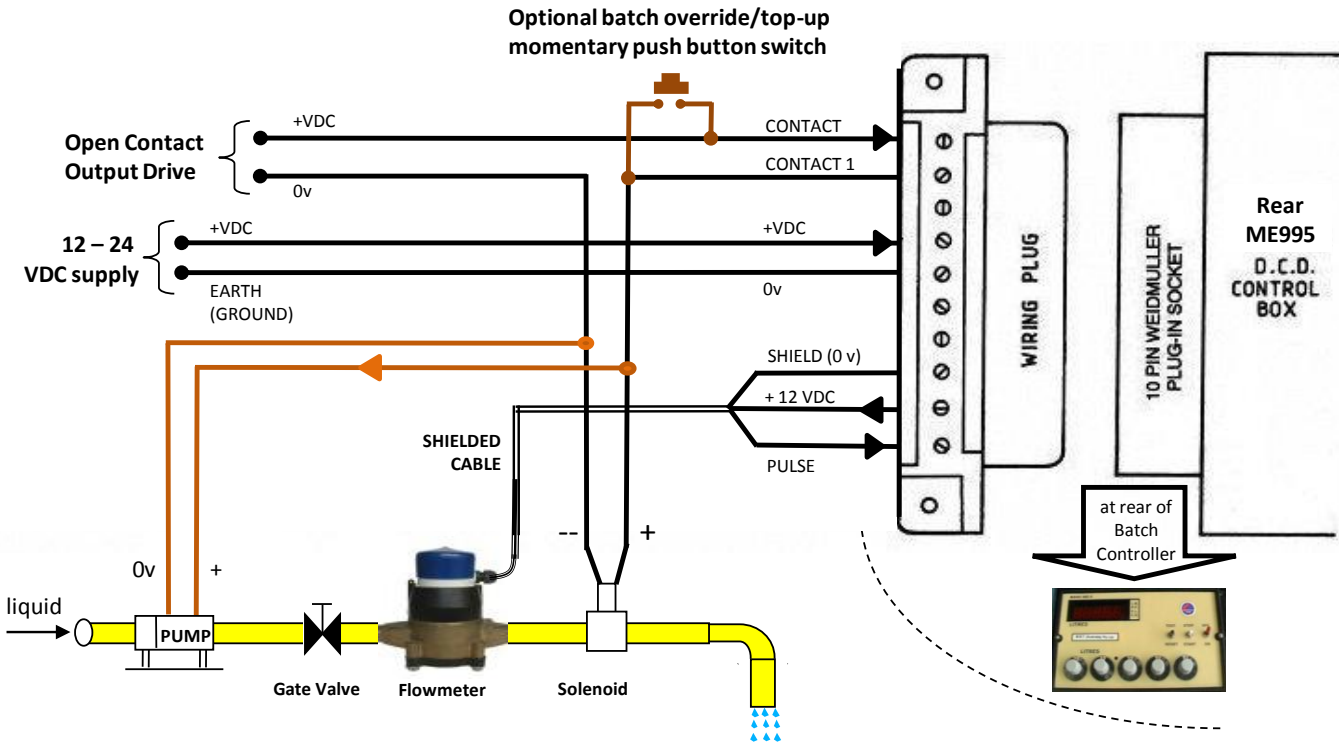 Optional batch override/top-up
momentary push button switch
Open Contact
Output Drive
+VDC
0v
CONTACT
CONTACT 1
12 – 24
VDC supply
+VDC
EARTH
(GROUND)
+VDC
0v
SHIELD (0 v)
+ 12 VDC
PULSE
SHIELDED
CABLE
WIRING PLUG
10 PIN WEIDMULLER
PLUG-IN SOCKET
Rear
ME995
D.C.D.
CONTROL
BOX
at rear of
Batch
Controller
-- +
0v +
liquid
PUMP
Gate Valve
Flowmeter
Solenoid
LITRES
LITRES